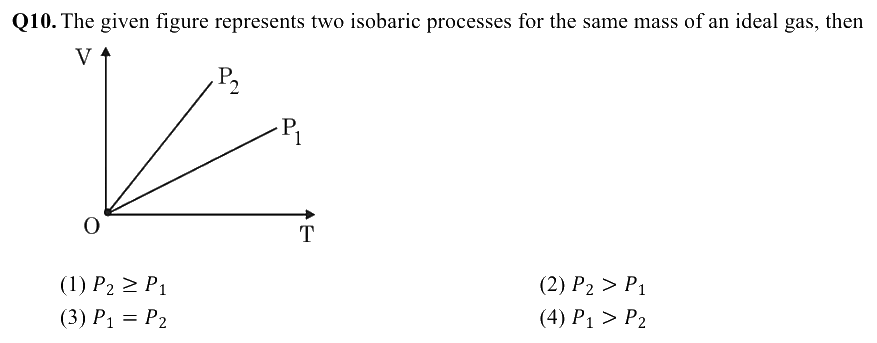 Q10. The given figure represents two isobaric processes for the same mass of an ideal gas, then
V
P₂
P₁
O
T
(1) P₂ ≥ P₁
(2) P₂ > P₁
(3) P₁ = P₂
(4) P₁ > P₂